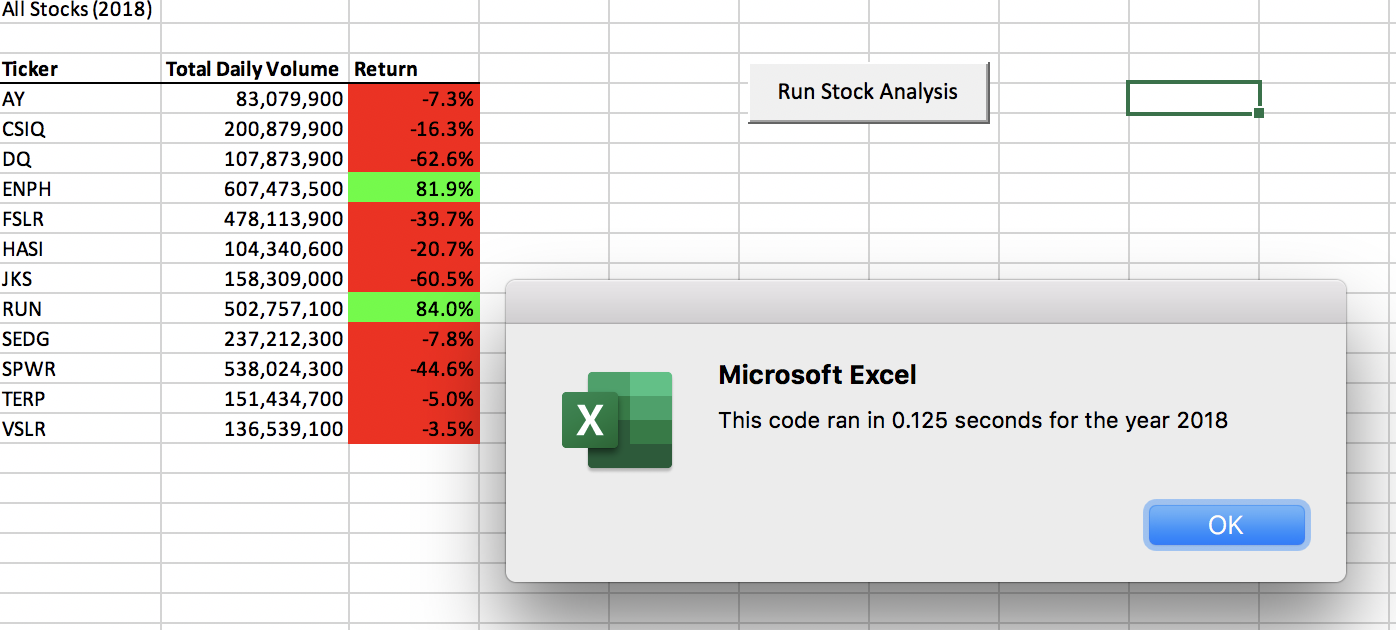 All Stocks (2018)
Ticker Total Daily Volume Return
AY 83,079,900 -7.3%
CSIQ 200,879,900 -16.3%
DQ 107,873,900 -62.6%
ENPH 607,473,500 81.9%
FSLR 478,113,900 -39.7%
HASI 104,340,600 -20.7%
JKS 158,309,000 -60.5%
RUN 502,757,100 84.0%
SEDG 237,212,300 -7.8%
SPWR 538,024,300 -44.6%
TERP 151,434,700 -5.0%
VSLR 136,539,100 -3.5%
Run Stock Analysis
X
Microsoft Excel
This code ran in 0.125 seconds for the year 2018
OK